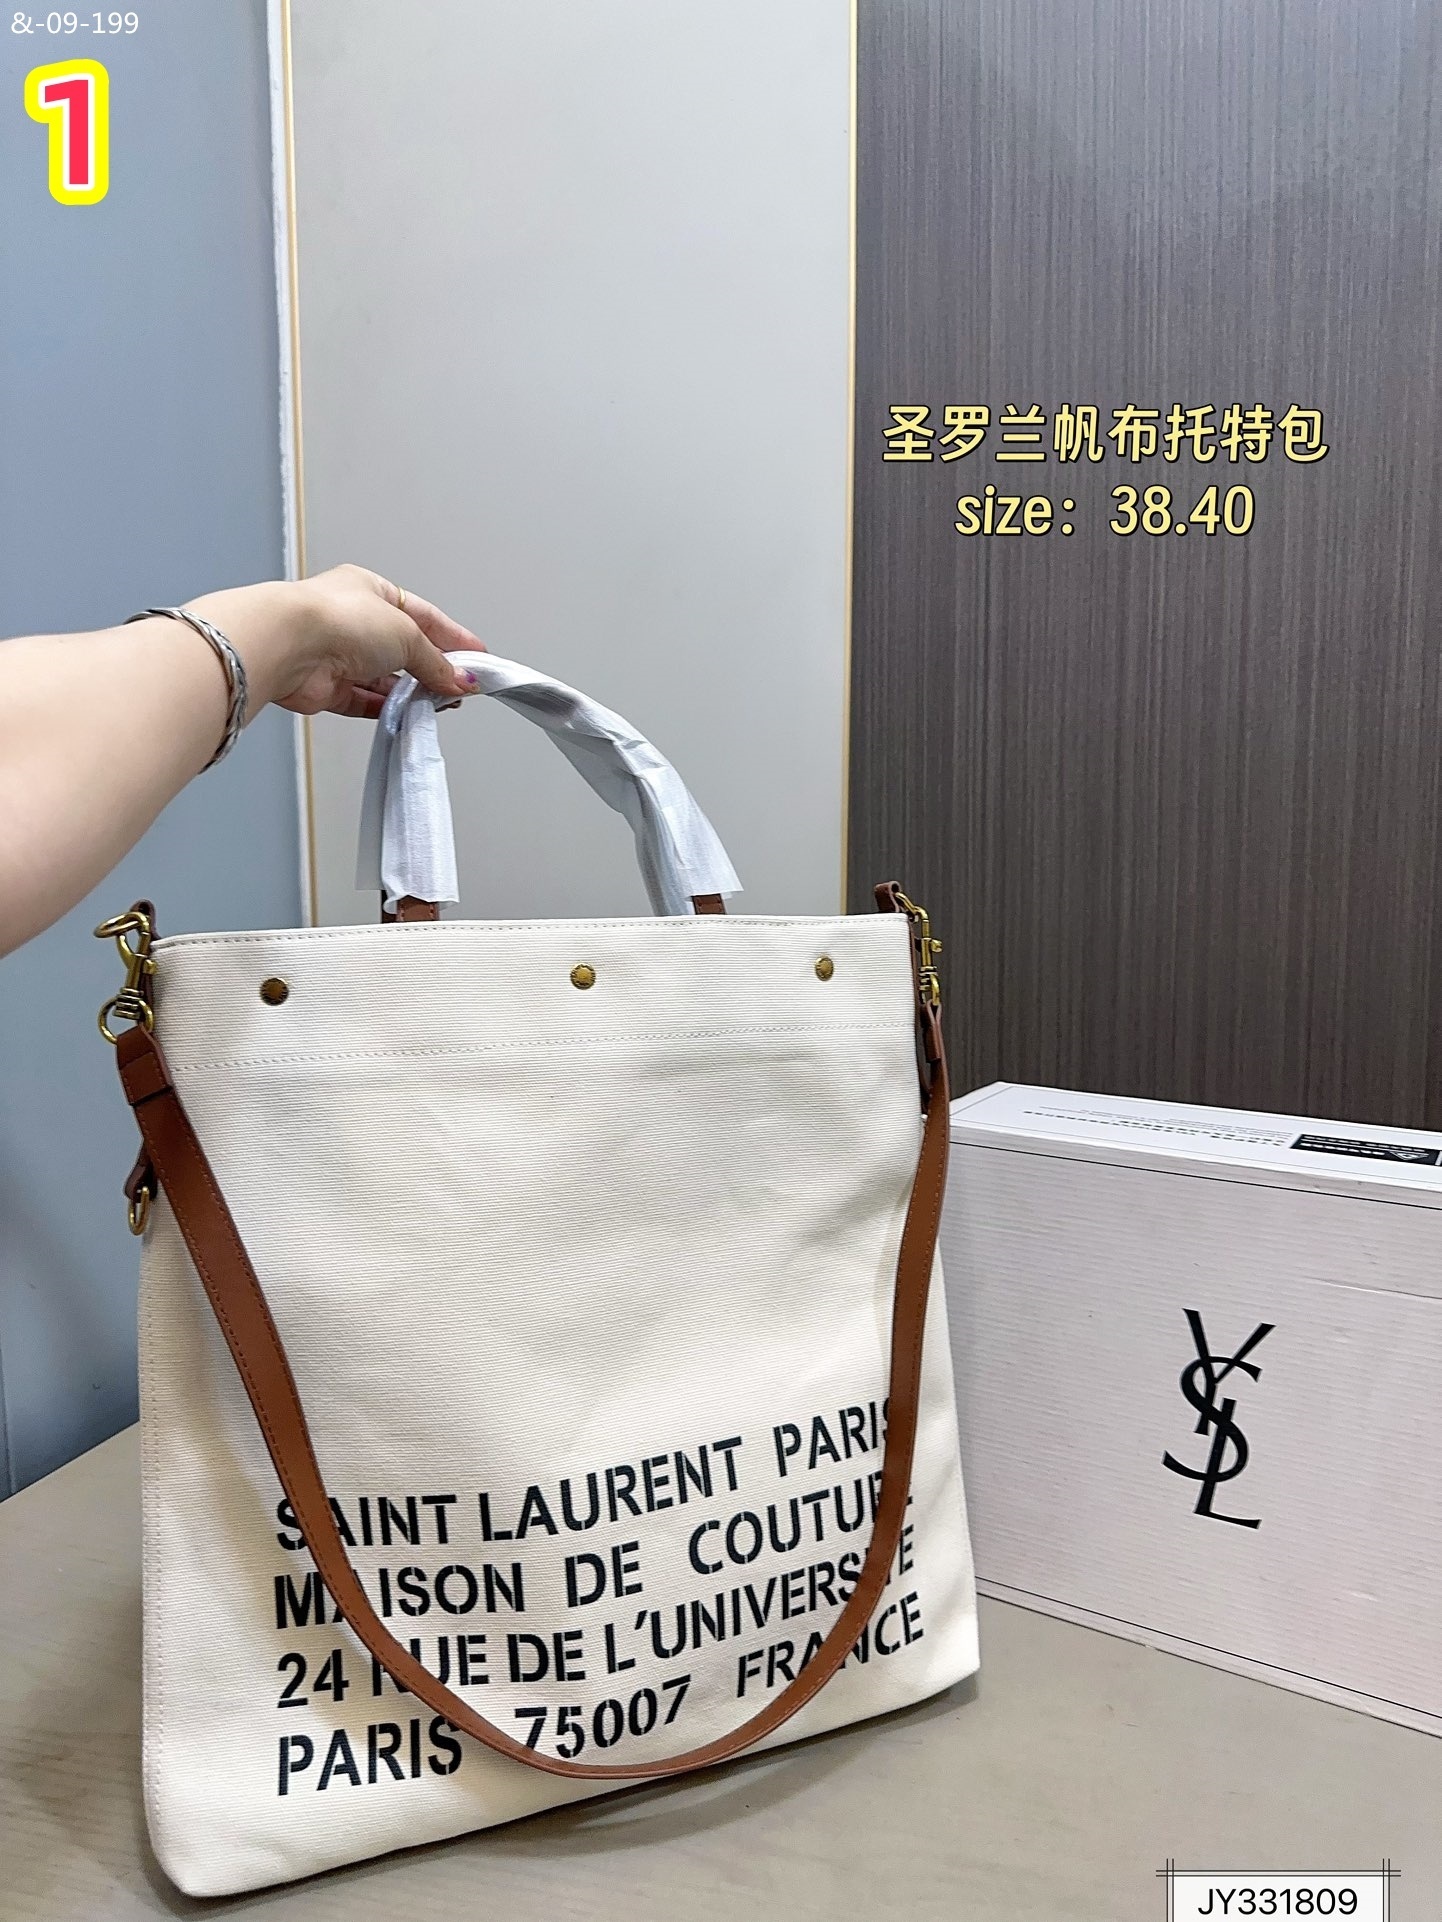 &-09-199
1
圣罗兰帆布托特包
size：38.40
YSL
SAINT LAURENT PARIS
MAISON DE COUTURE
24 RUE DE L'UNIVERSITE
PARIS 75007 FRANCE
JY331809